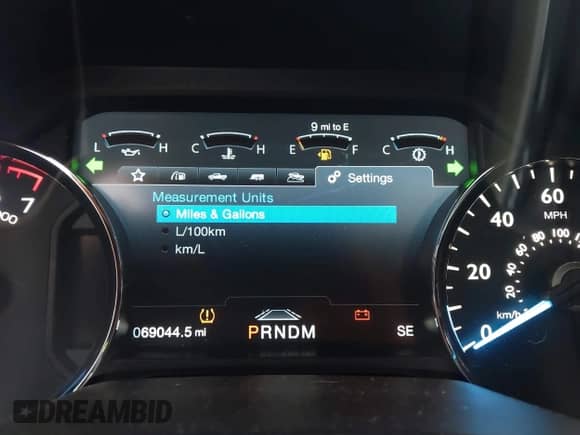 9 mi to E
L H C H E F C H
Settings
Measurement Units
Miles & Gallons
L/100km
km/L
069044.5 mi
PRNDM
SE
7
000
0 20 40 60
MPH
20 40 60 80 100
km/h
DREAMBID